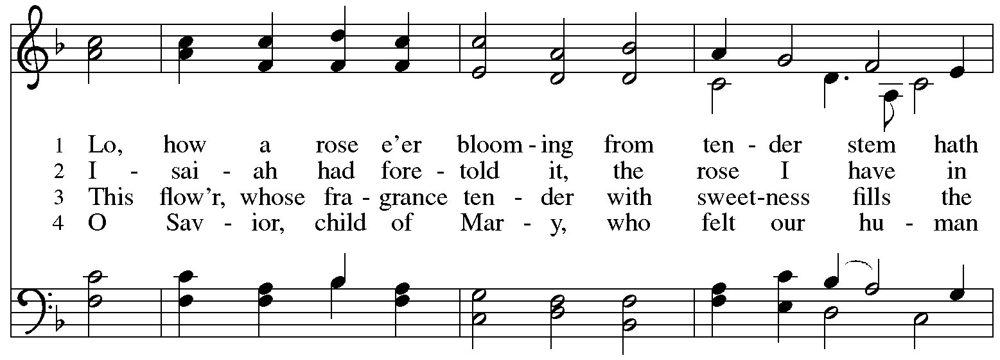 1 Lo, how a rose e’er bloom - ing from ten - der stem hath
2 I - sai - ah had fore - told it, the rose I have in
3 This flow’r, whose fra - grance ten - der with sweet-ness fills the
4 O Sav - ior, child of Mar - y, who felt our hu - man